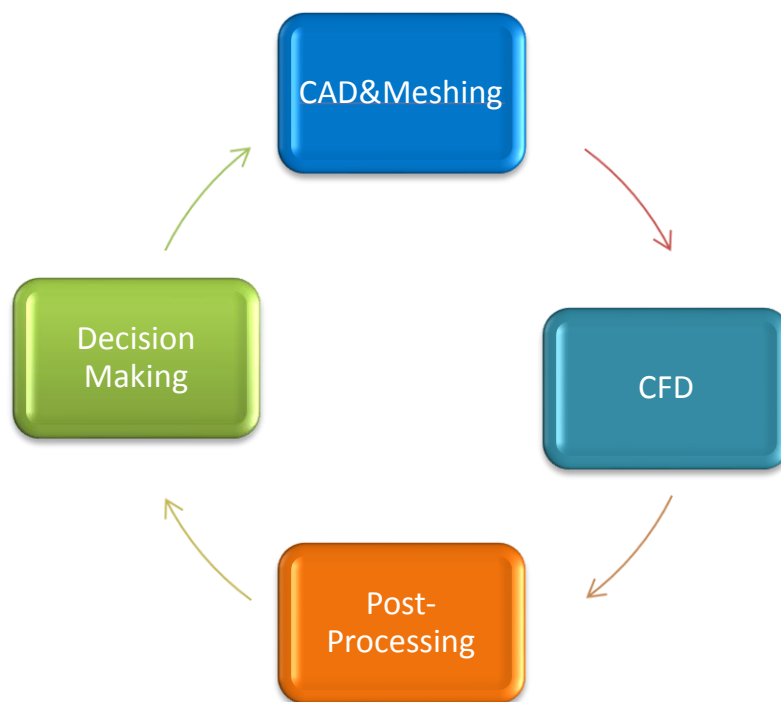 CAD&Meshing
CFD
Post-
Processing
Decision
Making